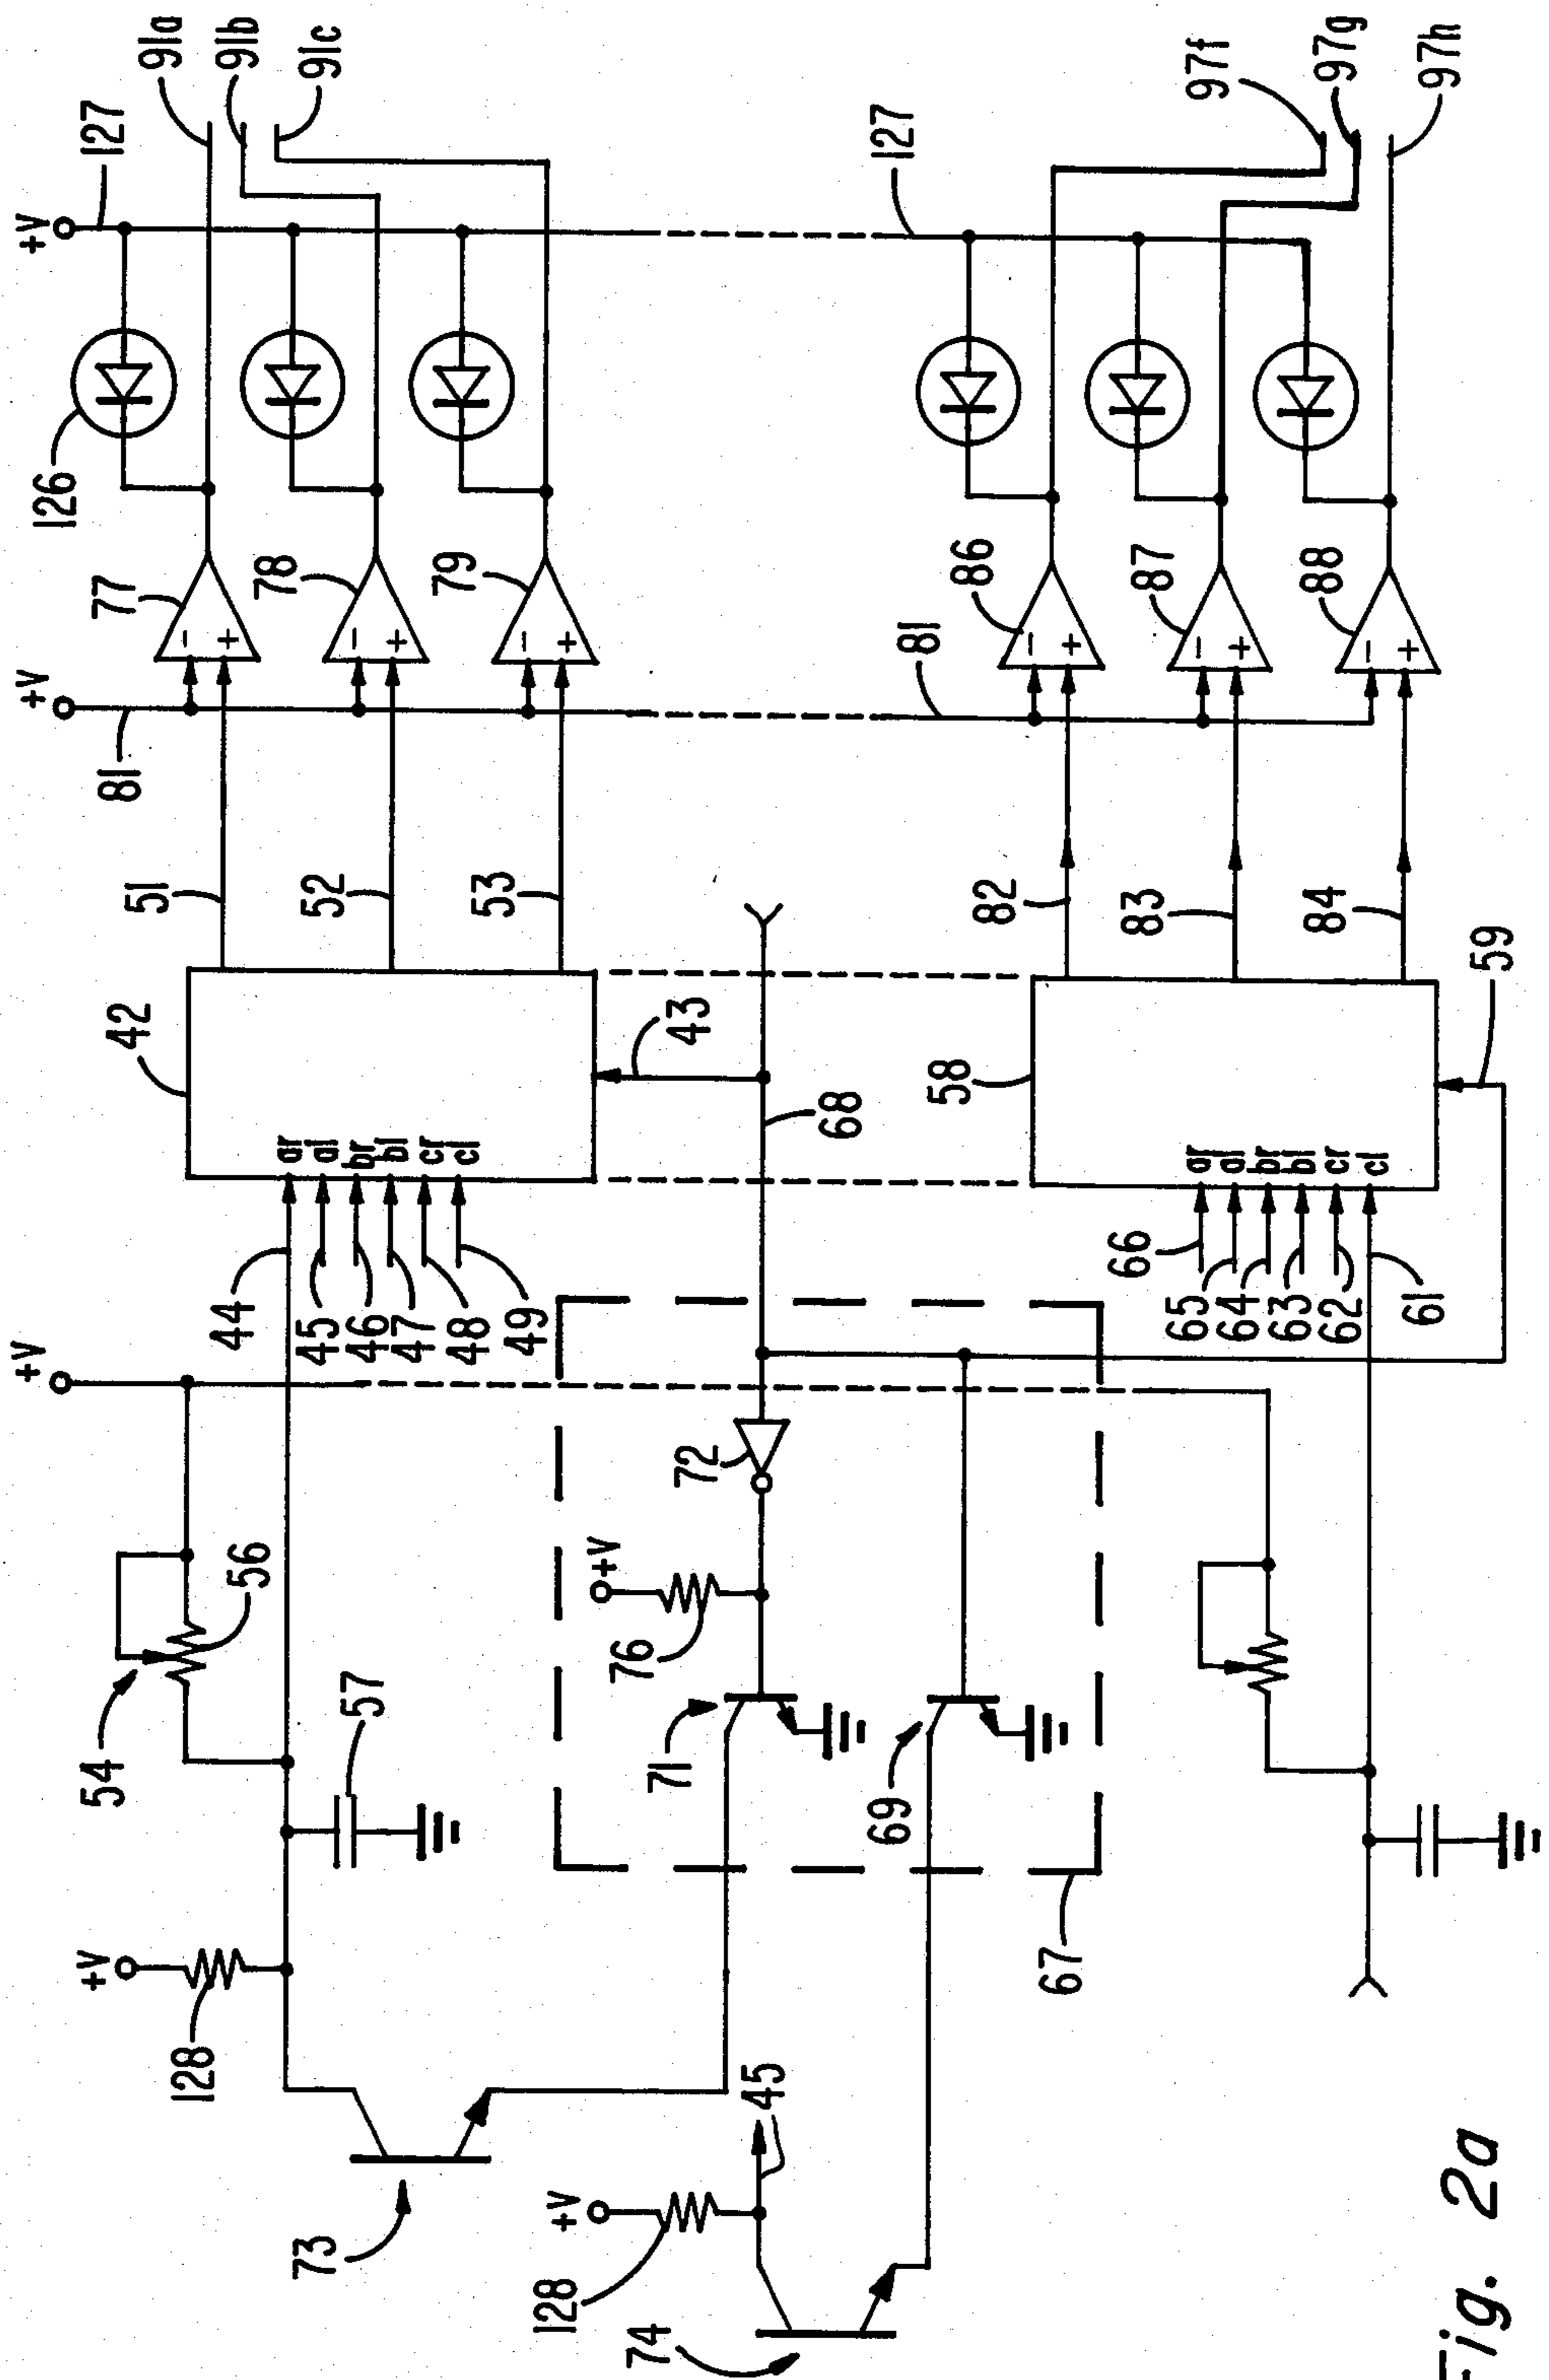 +V
127
91a
91b
91c
126
77
78
79
+V
81
51
52
53
42
43
ar
al
br
bl
cr
cl
44
45
46
47
48
49
+V
54
56
57
+V
128
73
127
97f
97g
97h
86
87
88
81
82
83
84
58
59
68
ar
al
br
bl
cr
cl
66
65
64
63
62
61
72
+V
76
71
69
67
45
+V
128
74
- +
- +
- +
- +
- +
- +
Fig. 2a